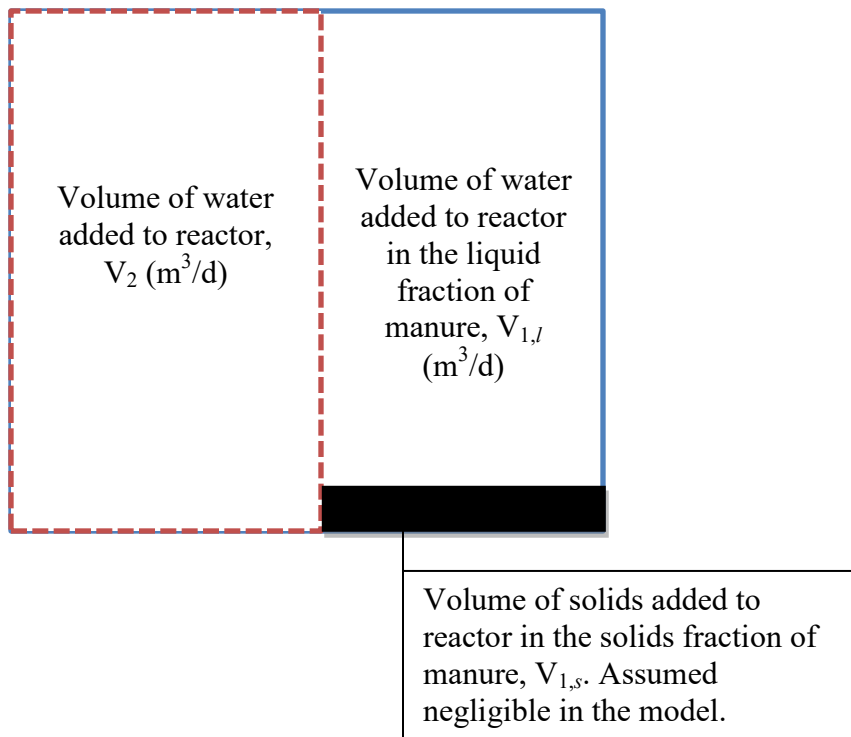 Volume of water
added to reactor,
V₂ (m³/d)
Volume of water
added to reactor
in the liquid
fraction of
manure, V₁,ₗ
(m³/d)
Volume of solids added to
reactor in the solids fraction of
manure, V₁,ₛ. Assumed
negligible in the model.